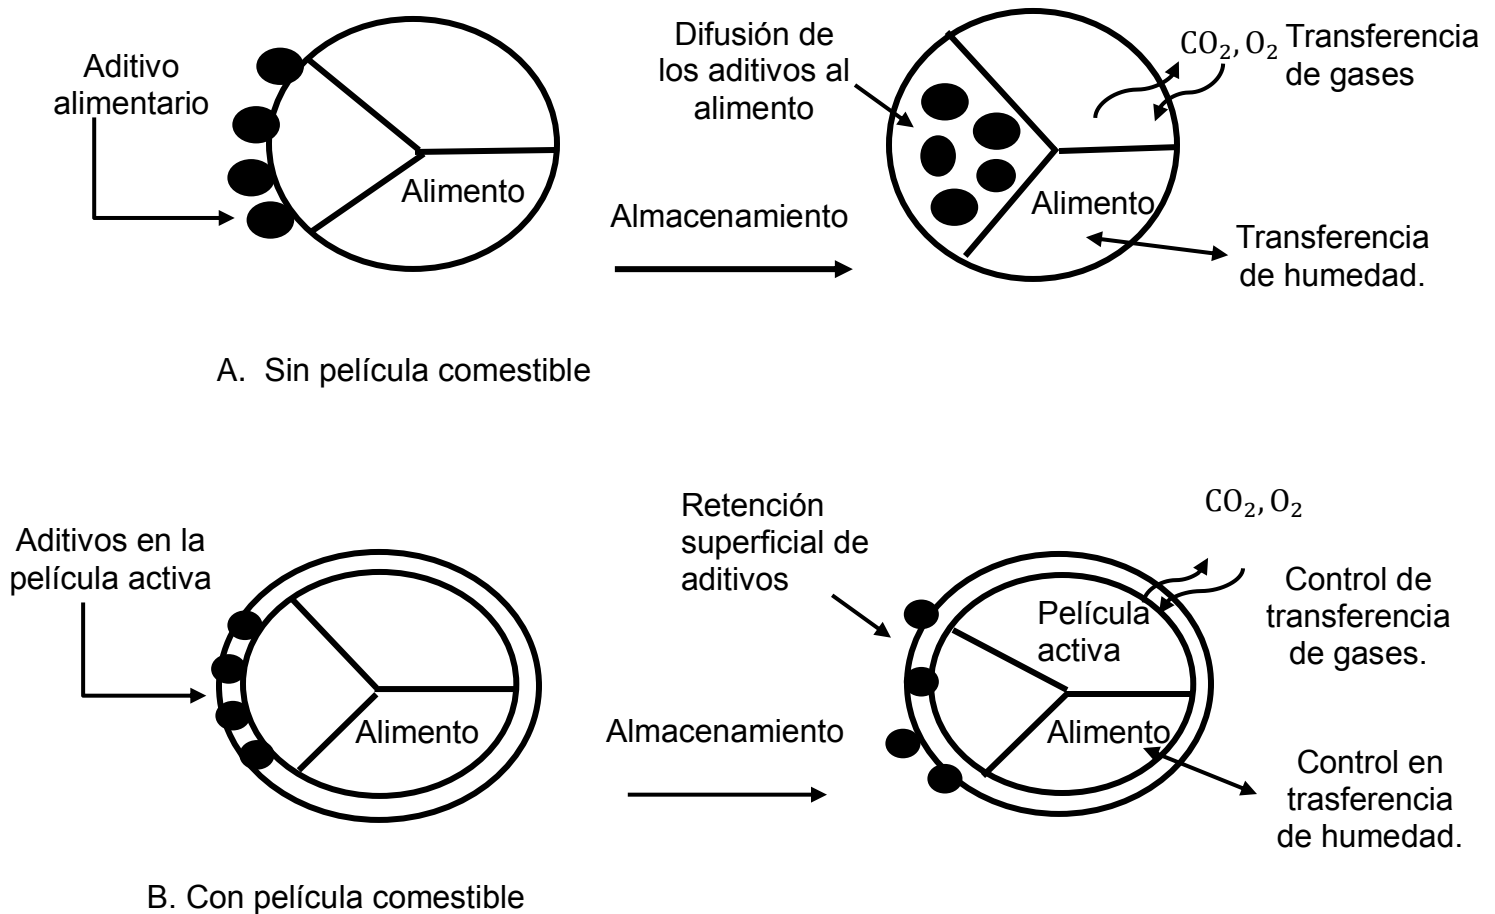 Aditivo
alimentario
Alimento
Almacenamiento
Difusión de
los aditivos al
alimento
CO₂, O₂
Transferencia
de gases
Alimento
Transferencia
de humedad.
A. Sin película comestible
Aditivos en la
película activa
Alimento
Almacenamiento
Retención
superficial de
aditivos
CO₂, O₂
Película
activa
Control de
transferencia
de gases.
Alimento
Control en
trasferencia
de humedad.
B. Con película comestible